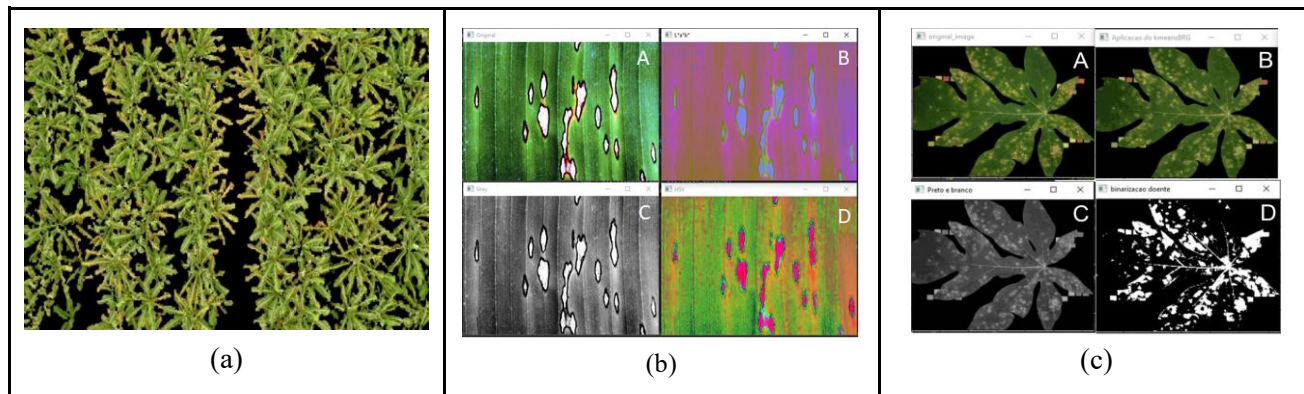 Original
A
L*a*b*
B
Gray
C
HSV
D
original_image
A
Aplicacao do kmeansBRG
B
Preto e branco
C
binarizacao doente
D
(a)
(b)
(c)